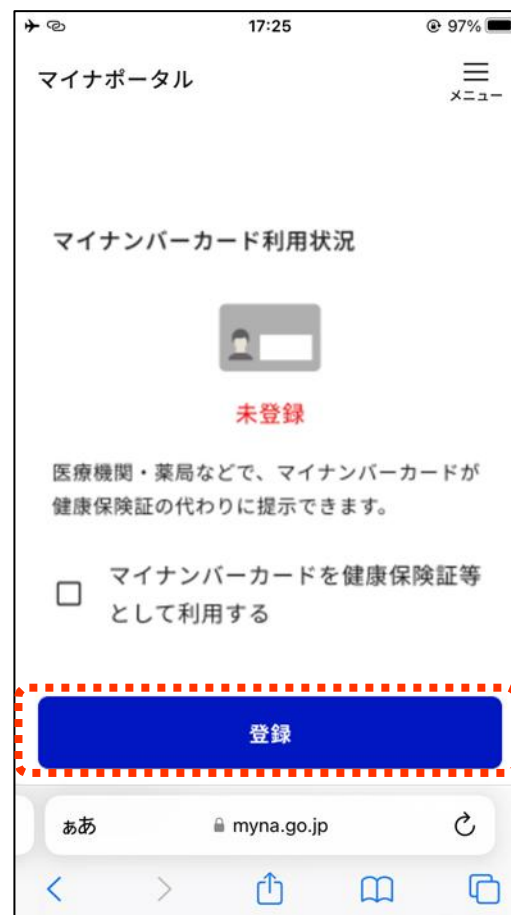 17:25
97%
マイナポータル
メニュー
マイナンバーカード利用状況
未登録
医療機関・薬局などで、マイナンバーカードが
健康保険証の代わりに提示できます。
マイナンバーカードを健康保険証等
として利用する
登録
ぁあ
myna.go.jp